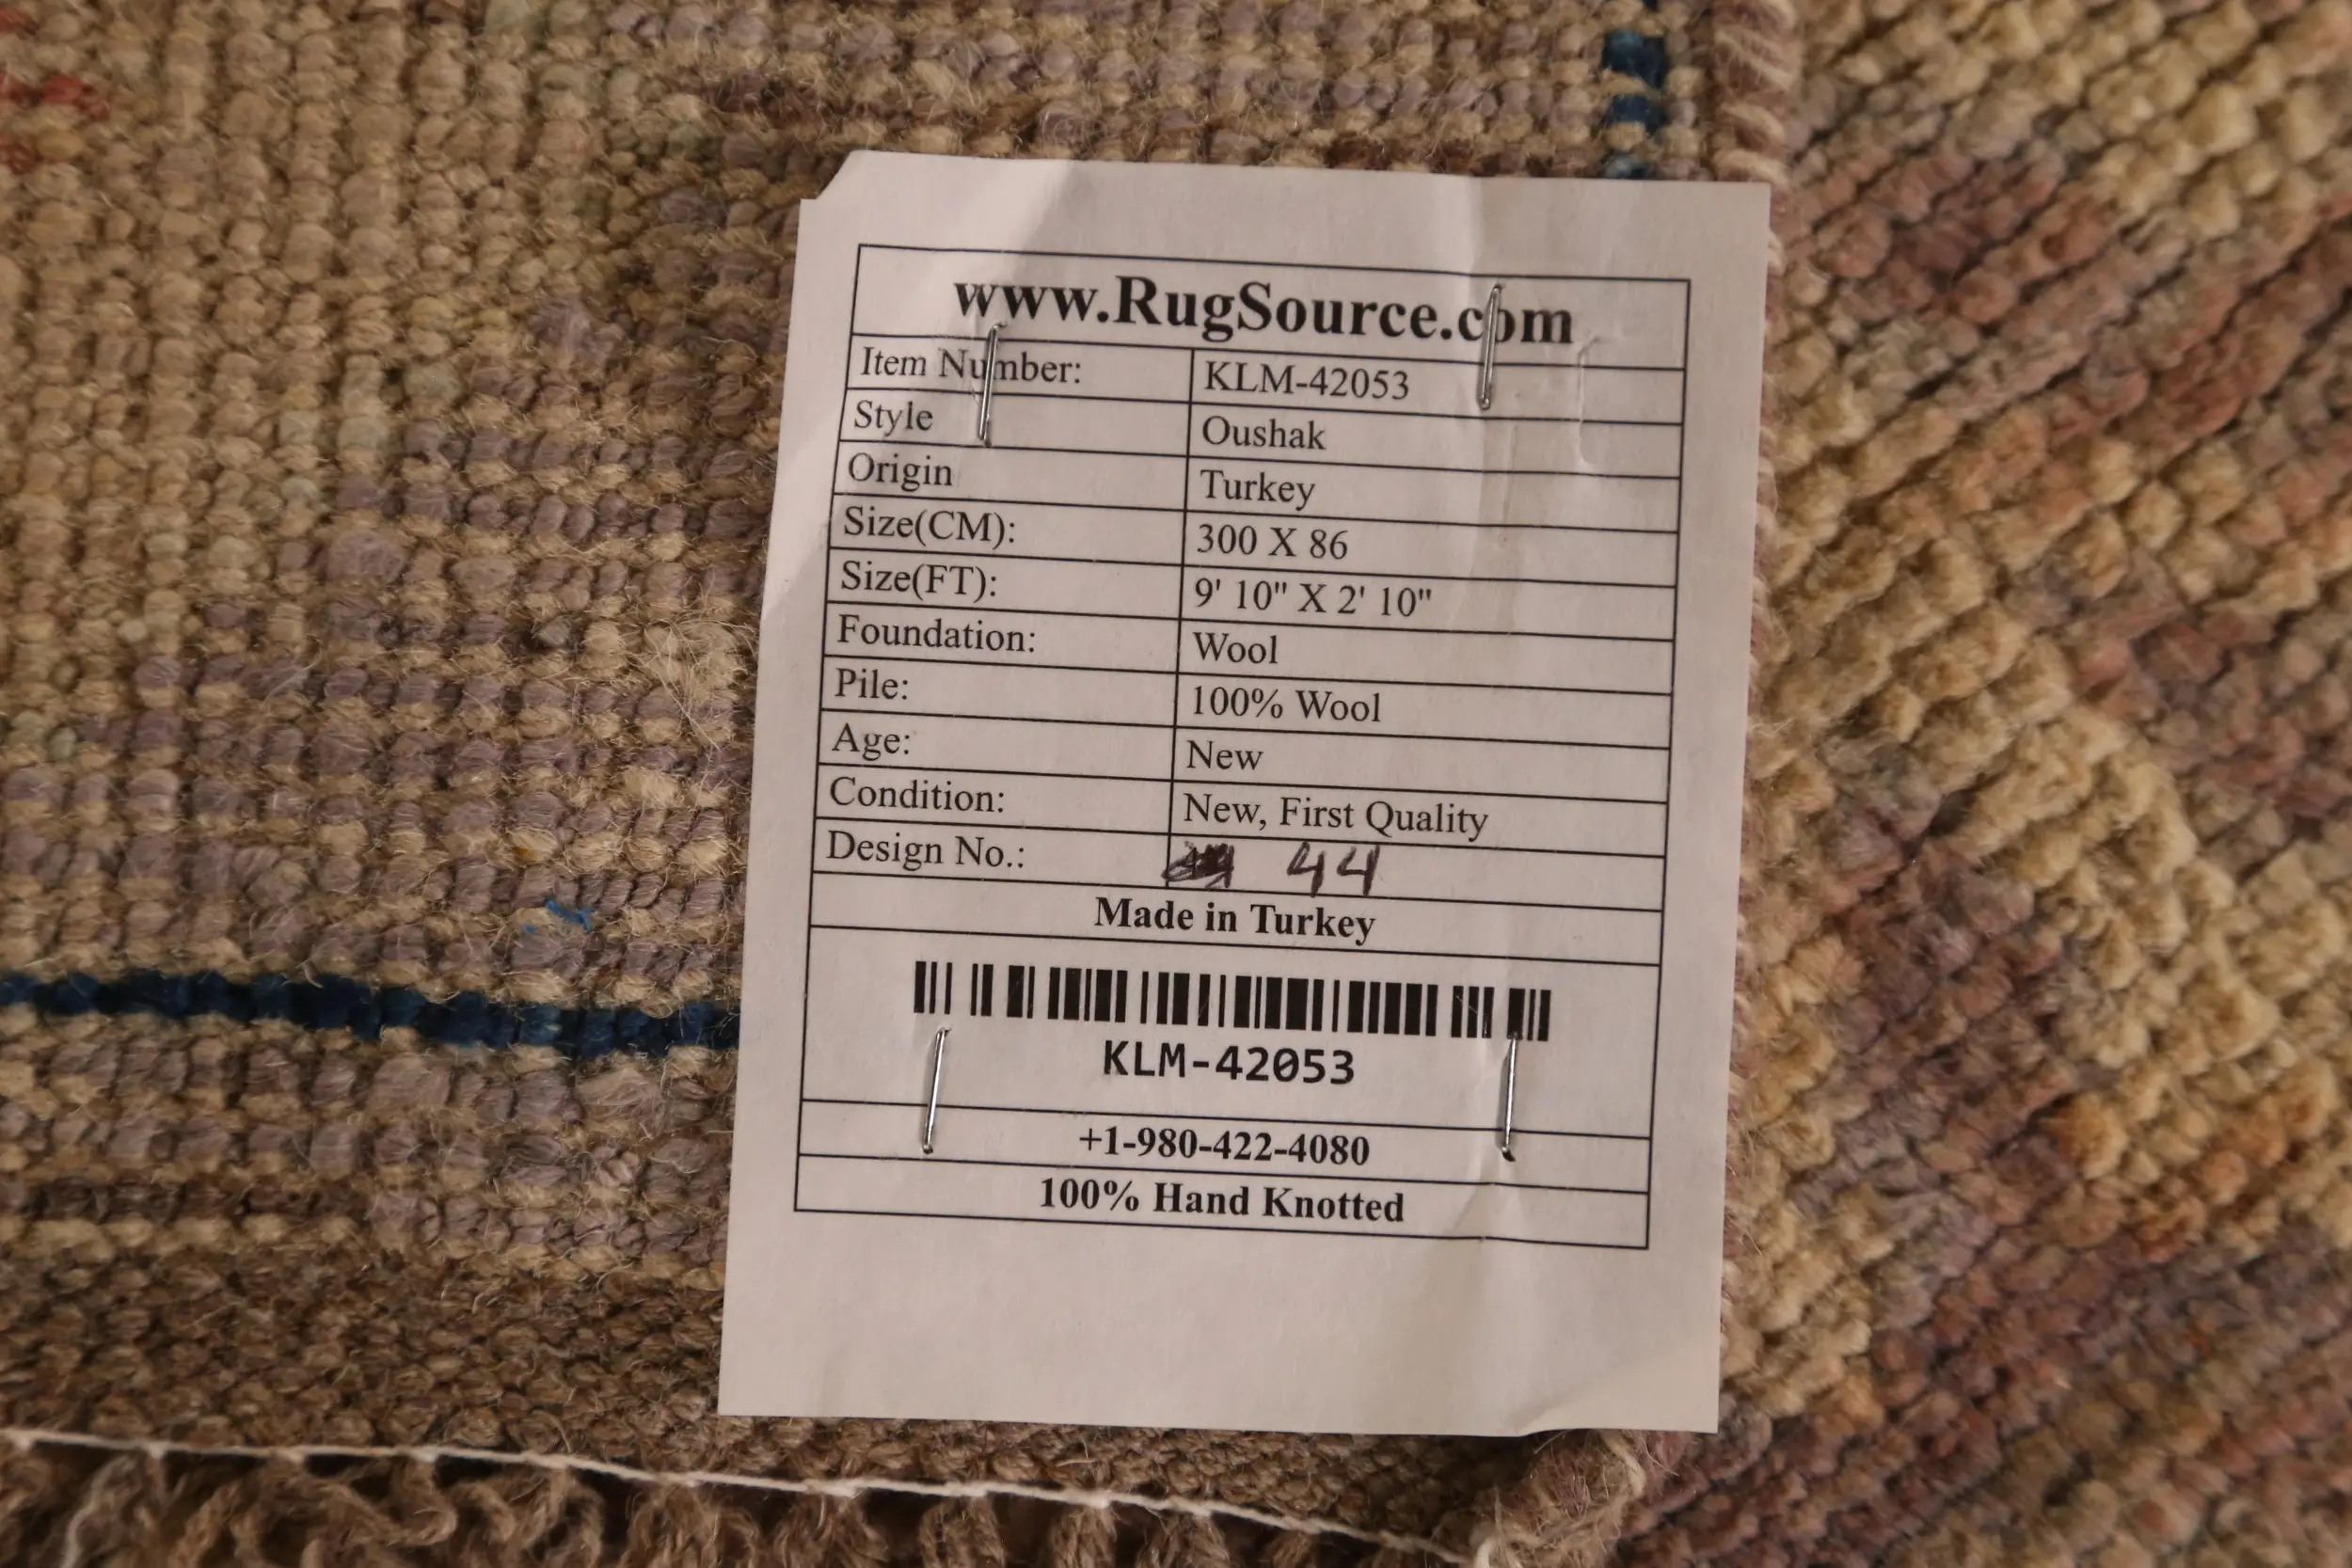 www.RugSource.com
Item Number: KLM-42053
Style Oushak
Origin Turkey
Size(CM): 300 X 86
Size(FT): 9' 10" X 2' 10"
Foundation: Wool
Pile: 100% Wool
Age: New
Condition: New, First Quality
Design No.: 44
Made in Turkey
KLM-42053
+1-980-422-4080
100% Hand Knotted